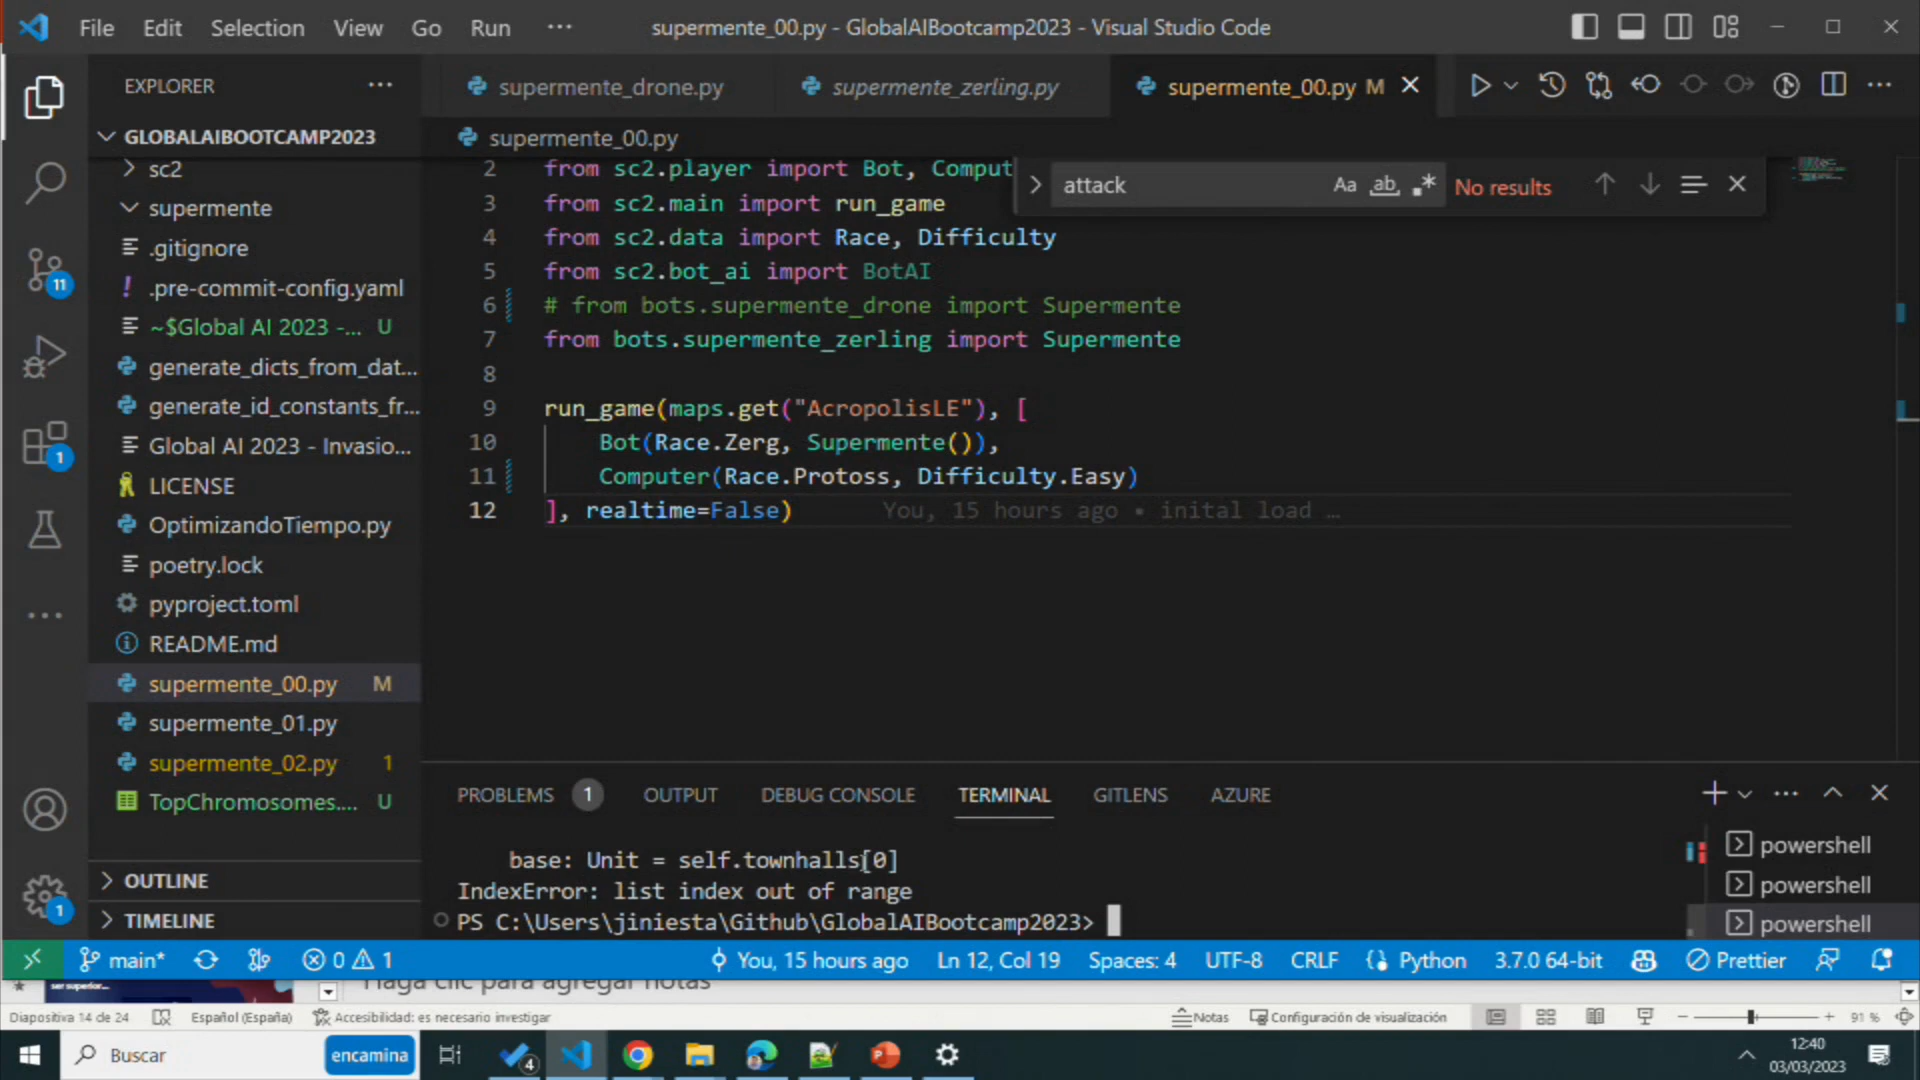 File Edit Selection View Go Run ··· supermente_00.py - GlobalAIBootcamp2023 - Visual Studio Code
EXPLORER ···
supermente_drone.py supermente_zerling.py supermente_00.py M
GLOBALAIBOOTCAMP2023
supermente_00.py
sc2
supermente
.gitignore
.pre-commit-config.yaml
~$Global AI 2023 -... U
generate_dicts_from_dat...
generate_id_constants_fr...
Global AI 2023 - Invasio...
LICENSE
OptimizandoTiempo.py
poetry.lock
pyproject.toml
README.md
supermente_00.py M
supermente_01.py
supermente_02.py 1
TopChromosomes.... U
OUTLINE
TIMELINE
11
1
1
2 from sc2.player import Bot, Comput
3 from sc2.main import run_game
4 from sc2.data import Race, Difficulty
5 from sc2.bot_ai import BotAI
6 # from bots.supermente_drone import Supermente
7 from bots.supermente_zerling import Supermente
8
9 run_game(maps.get("AcropolisLE"), [
10 Bot(Race.Zerg, Supermente()),
11 Computer(Race.Protoss, Difficulty.Easy)
12 ], realtime=False) You, 15 hours ago • inital load …
attack Aa ab .* No results
PROBLEMS 1 OUTPUT DEBUG CONSOLE TERMINAL GITLENS AZURE
base: Unit = self.townhalls[0]
IndexError: list index out of range
PS C:\Users\jiniesta\Github\GlobalAIBootcamp2023>
powershell
powershell
powershell
main* 0 1 You, 15 hours ago Ln 12, Col 19 Spaces: 4 UTF-8 CRLF Python 3.7.0 64-bit Prettier
ser superior...
Haga clic para agregar notas
Diapositiva 14 de 24 Español (España) Accesibilidad: es necesario investigar Notas Configuración de visualización 91 %
Buscar encamina 4 12:40
03/03/2023